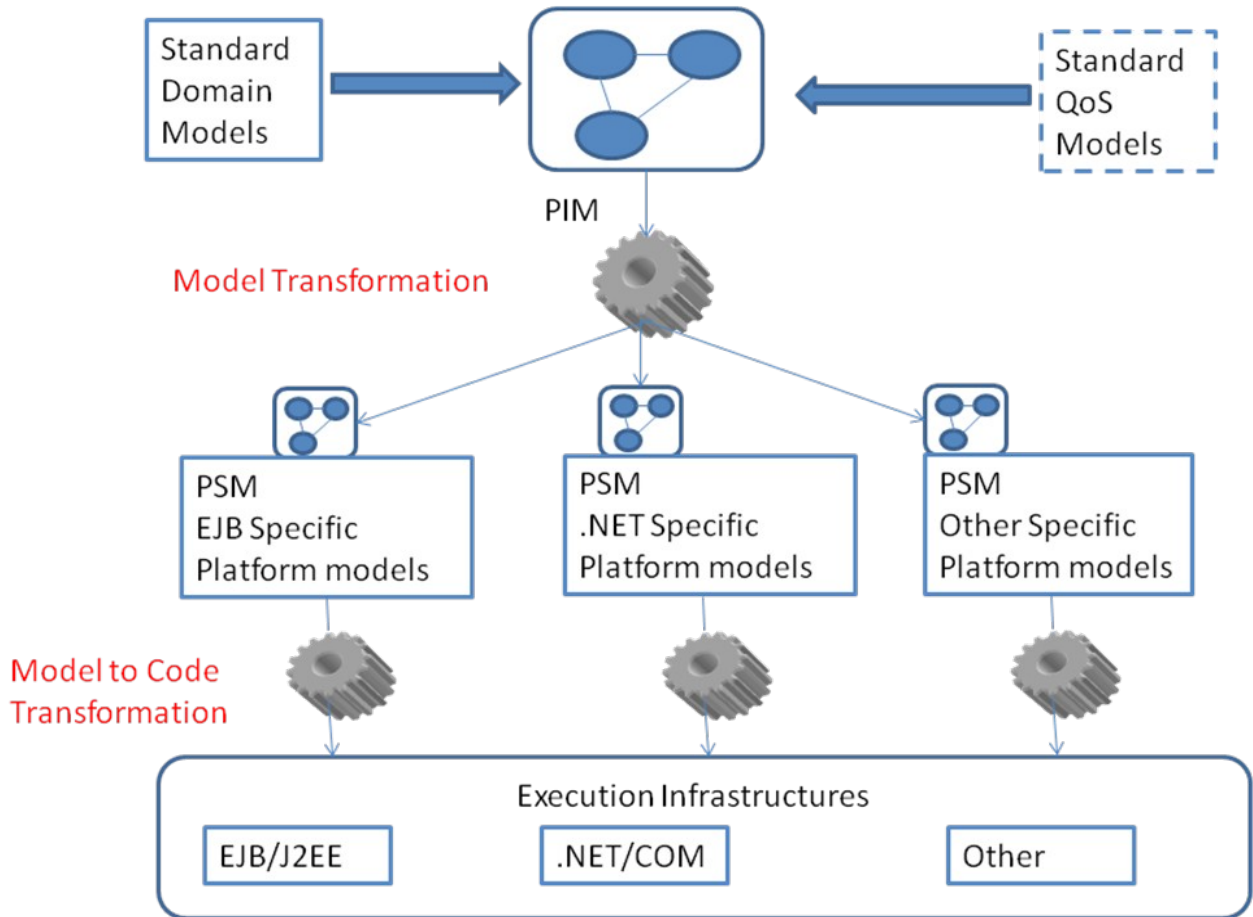 Standard
Domain
Models
Standard
QoS
Models
PIM
Model Transformation
PSM
EJB Specific
Platform models
PSM
.NET Specific
Platform models
PSM
Other Specific
Platform models
Model to Code
Transformation
Execution Infrastructures
EJB/J2EE
.NET/COM
Other